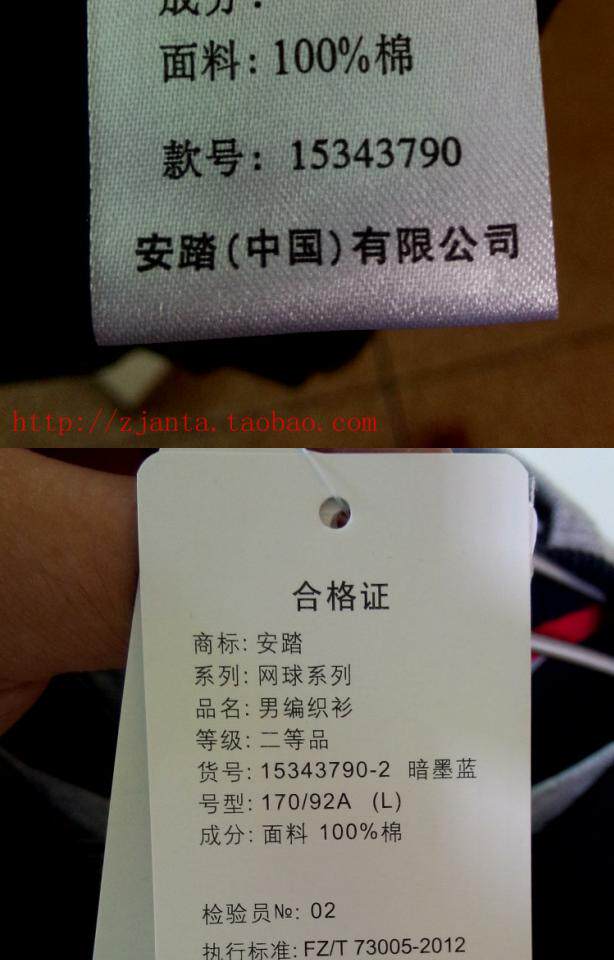 成分:
面料: 100%棉
款号: 15343790
安踏(中国)有限公司
http://zjanta.taobao.com
合格证
商标: 安踏
系列: 网球系列
品名: 男编织衫
等级: 二等品
货号: 15343790-2 暗墨蓝
号型: 170/92A (L)
成分: 面料 100%棉
检验员№: 02
执行标准: FZ/T 73005-2012